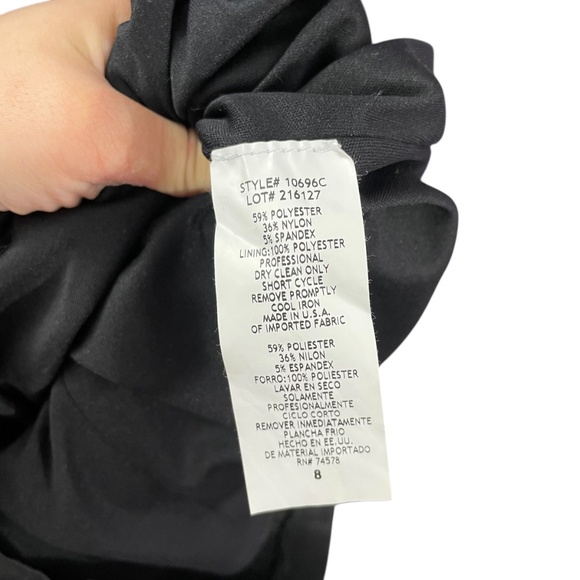 STYLE# 10696C
LOT# 216127
59% POLYESTER
36% NYLON
5% SPANDEX
LINING:100% POLYESTER
PROFESSIONAL
DRY CLEAN ONLY
SHORT CYCLE
REMOVE PROMPTLY
COOL IRON
MADE IN U.S.A.
OF IMPORTED FABRIC
59% POLIESTER
36% NILON
5% ESPANDEX
FORRO:100% POLIESTER
LAVAR EN SECO
SOLAMENTE
PROFESIONALMENTE
CICLO CORTO
REMOVER INMEDIATAMENTE
PLANCHA FRIO
HECHO EN EE.UU.
DE MATERIAL IMPORTADO
RN# 74578
8